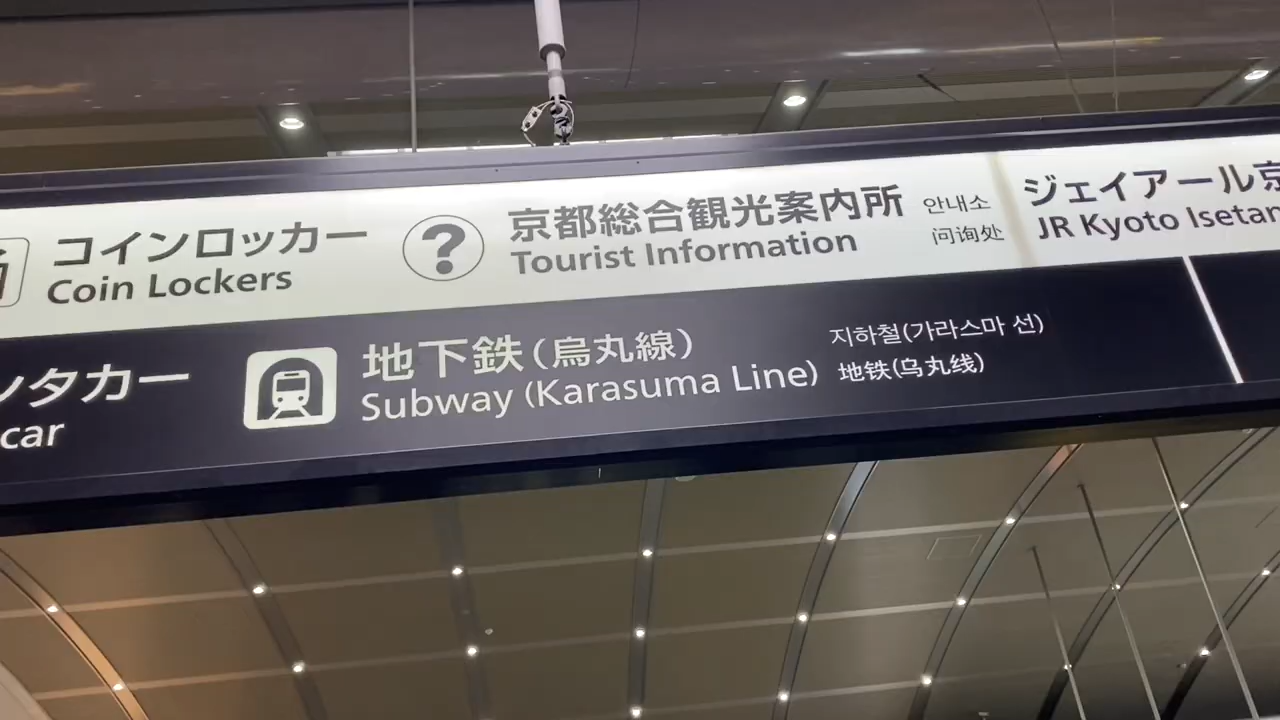 コインロッカー
Coin Lockers
?
京都総合観光案内所
Tourist Information
안내소
问询处
ジェイアール京
JR Kyoto Isetan
ンタカー
car
地下鉄(烏丸線)
Subway (Karasuma Line)
지하철(가라스마 선)
地铁(乌丸线)